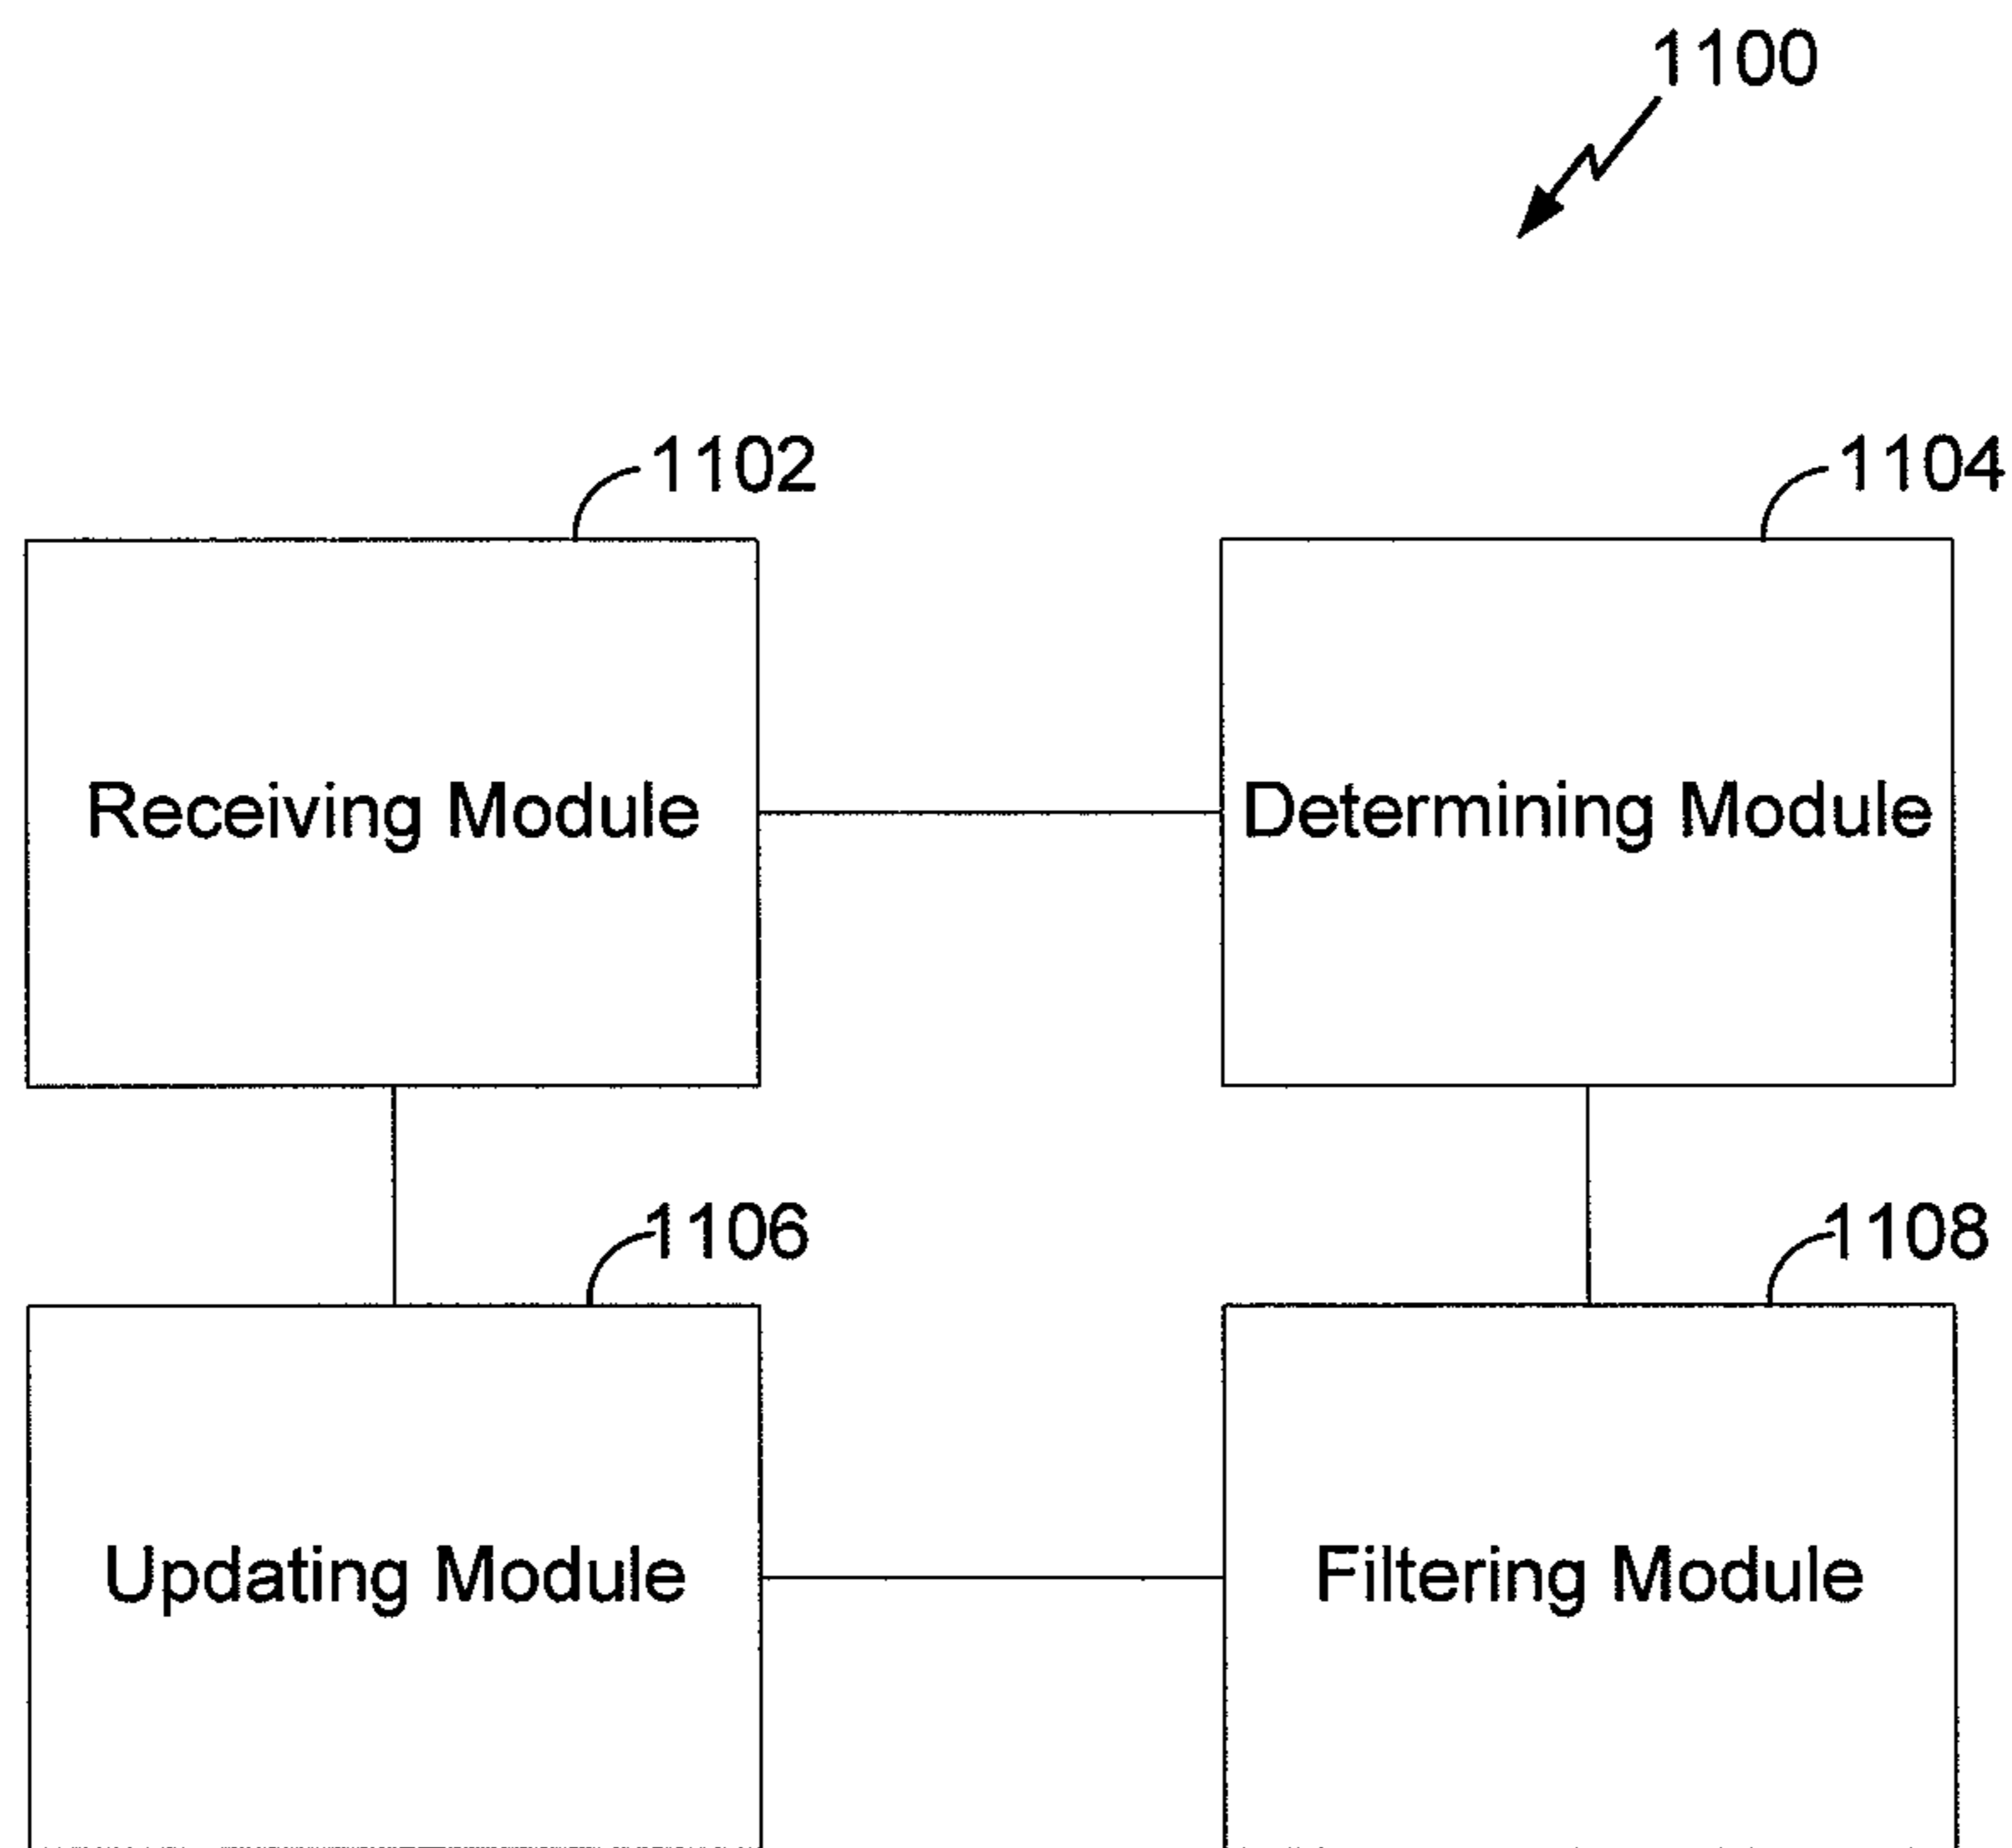 1100
1102
1104
Receiving Module
Determining Module
1106
1108
Updating Module
Filtering Module